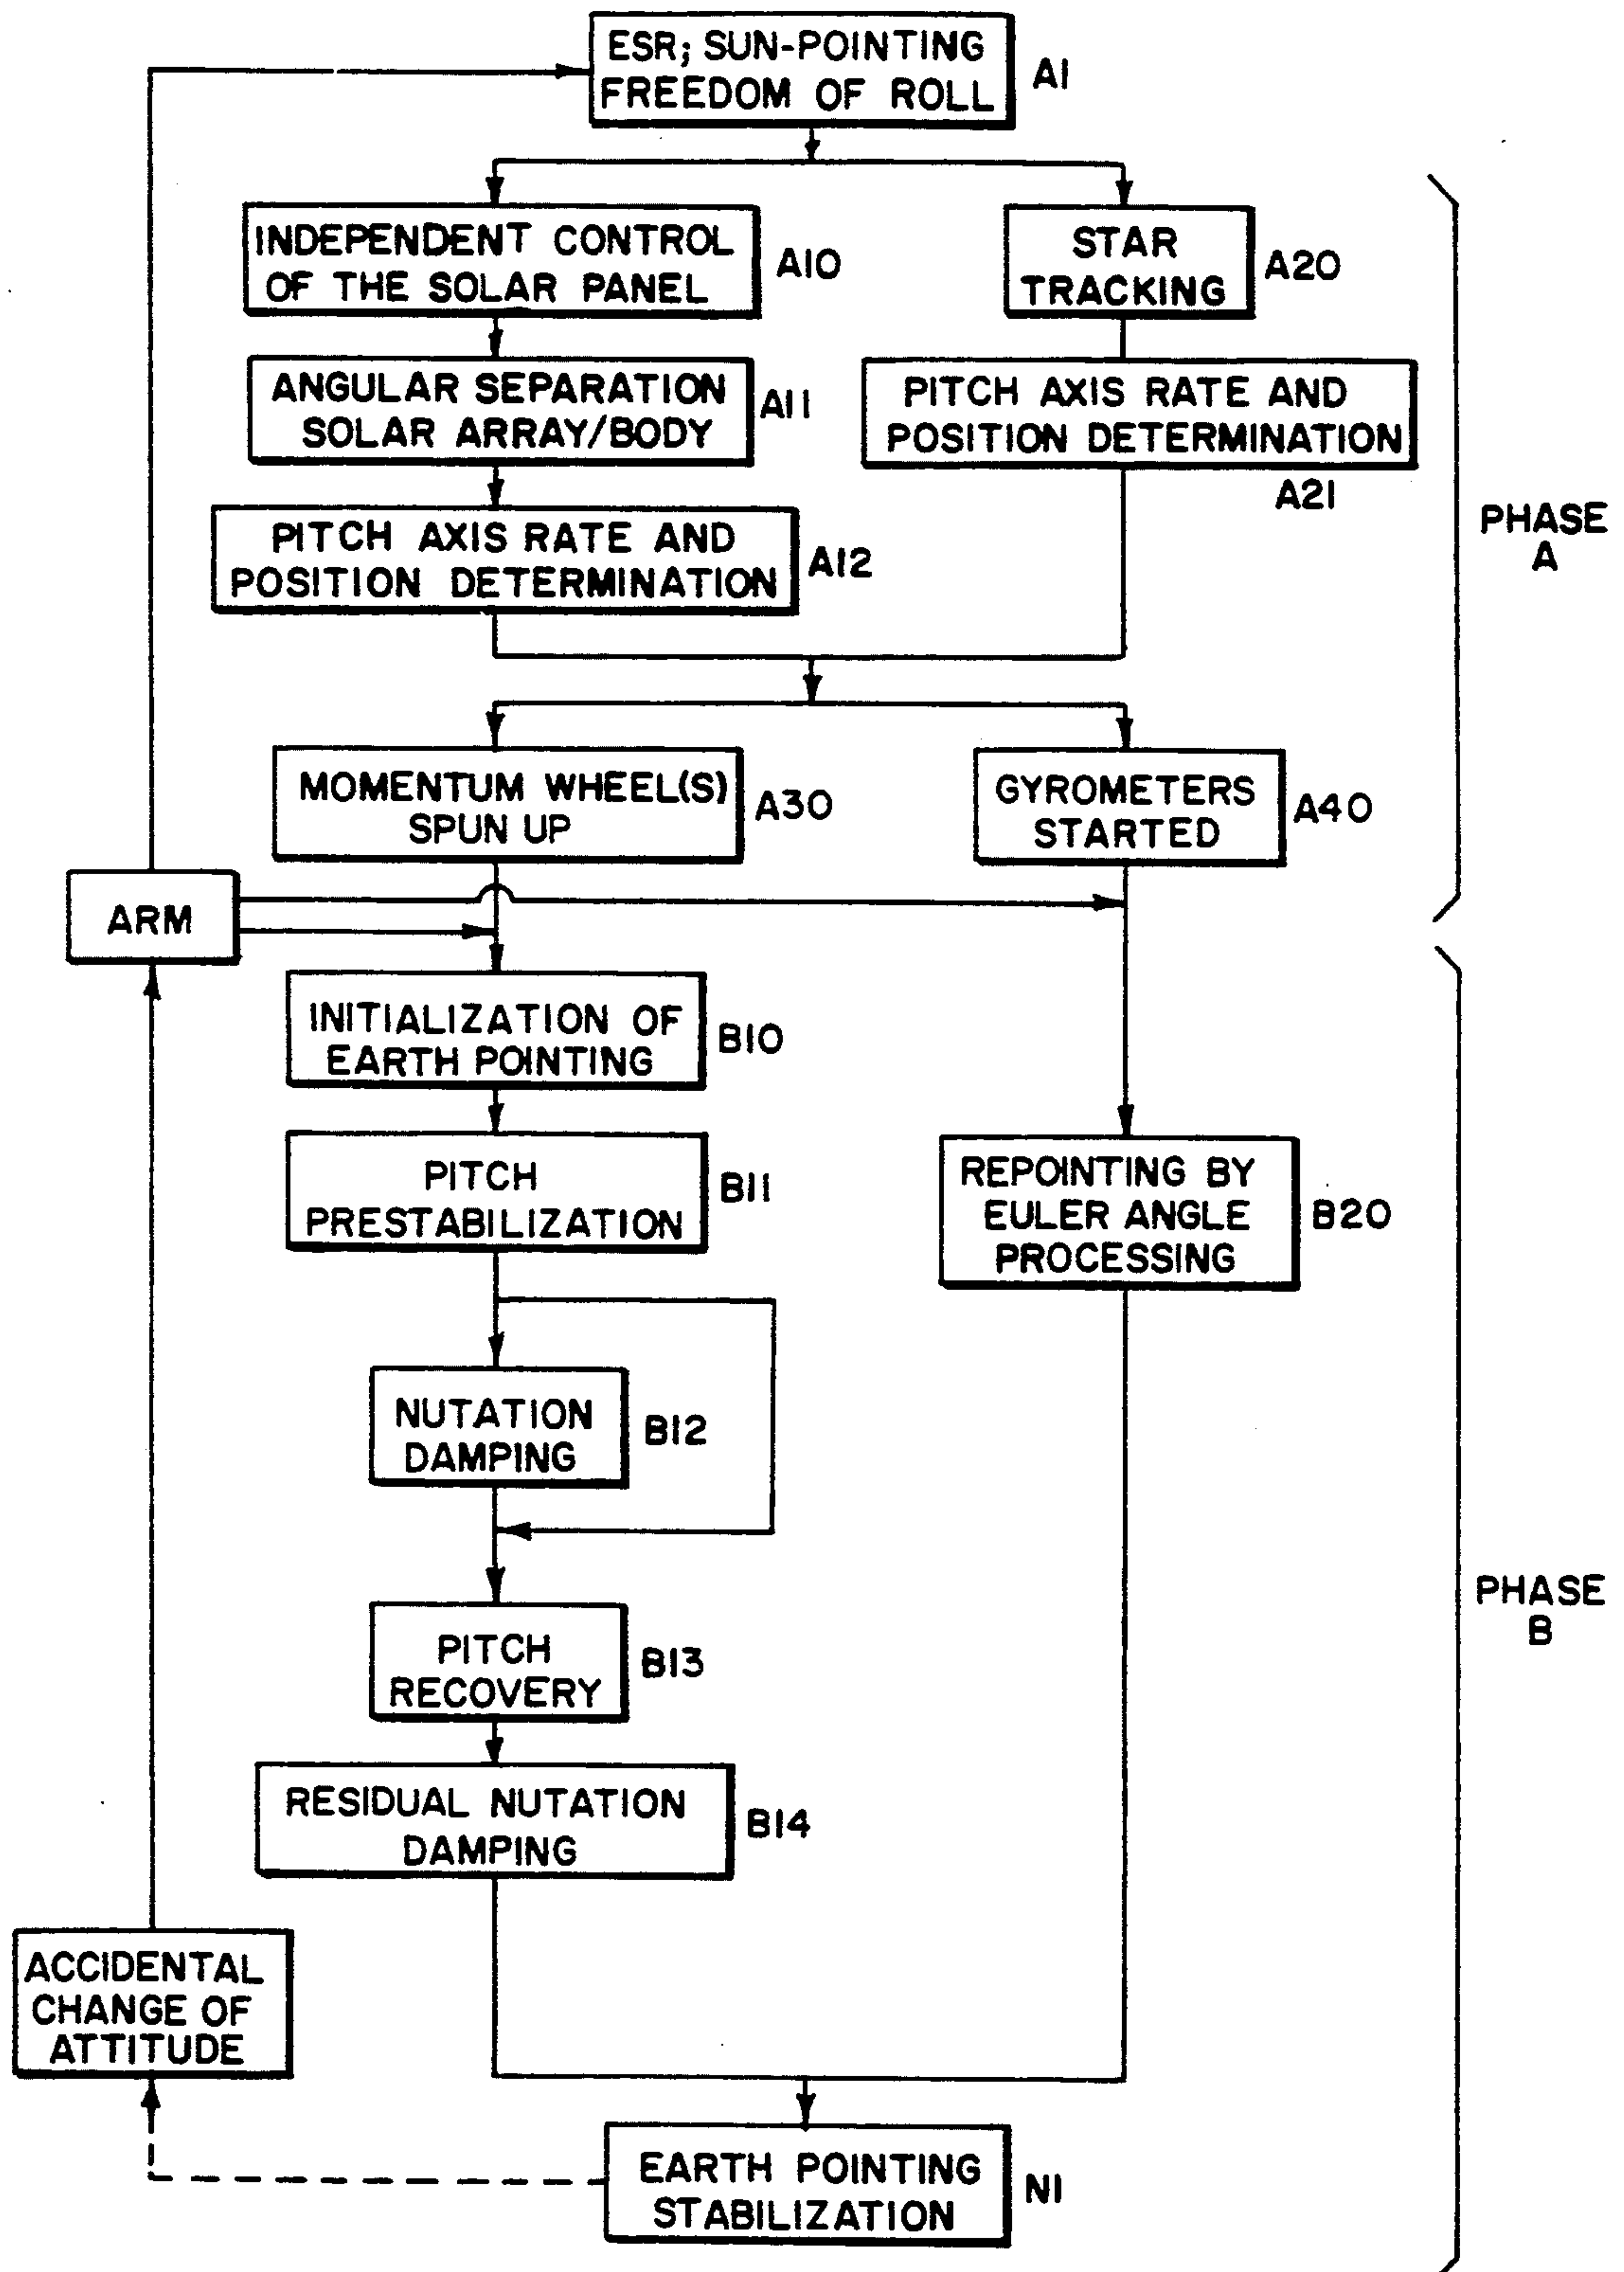 ESR; SUN-POINTING
FREEDOM OF ROLL
A1
INDEPENDENT CONTROL
OF THE SOLAR PANEL
A10
STAR
TRACKING
A20
ANGULAR SEPARATION
SOLAR ARRAY/BODY
A11
PITCH AXIS RATE AND
POSITION DETERMINATION
A21
PITCH AXIS RATE AND
POSITION DETERMINATION
A12
PHASE
A
MOMENTUM WHEEL(S)
SPUN UP
A30
GYROMETERS
STARTED
A40
ARM
INITIALIZATION OF
EARTH POINTING
B10
PITCH
PRESTABILIZATION
B11
REPOINTING BY
EULER ANGLE
PROCESSING
B20
NUTATION
DAMPING
B12
PHASE
B
PITCH
RECOVERY
B13
RESIDUAL NUTATION
DAMPING
B14
ACCIDENTAL
CHANGE OF
ATTITUDE
EARTH POINTING
STABILIZATION
N1